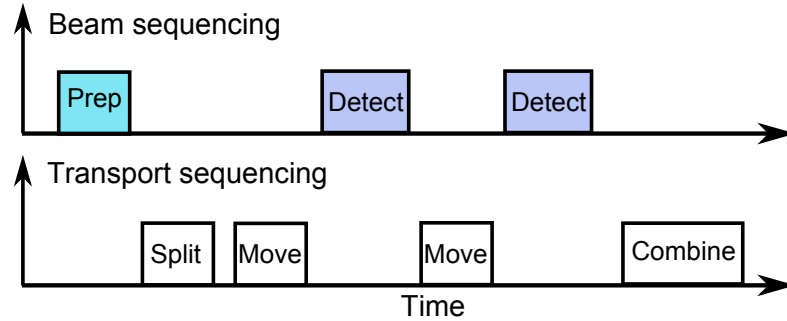 Beam sequencing
Prep
Detect
Detect
Transport sequencing
Split
Move
Move
Combine
Time